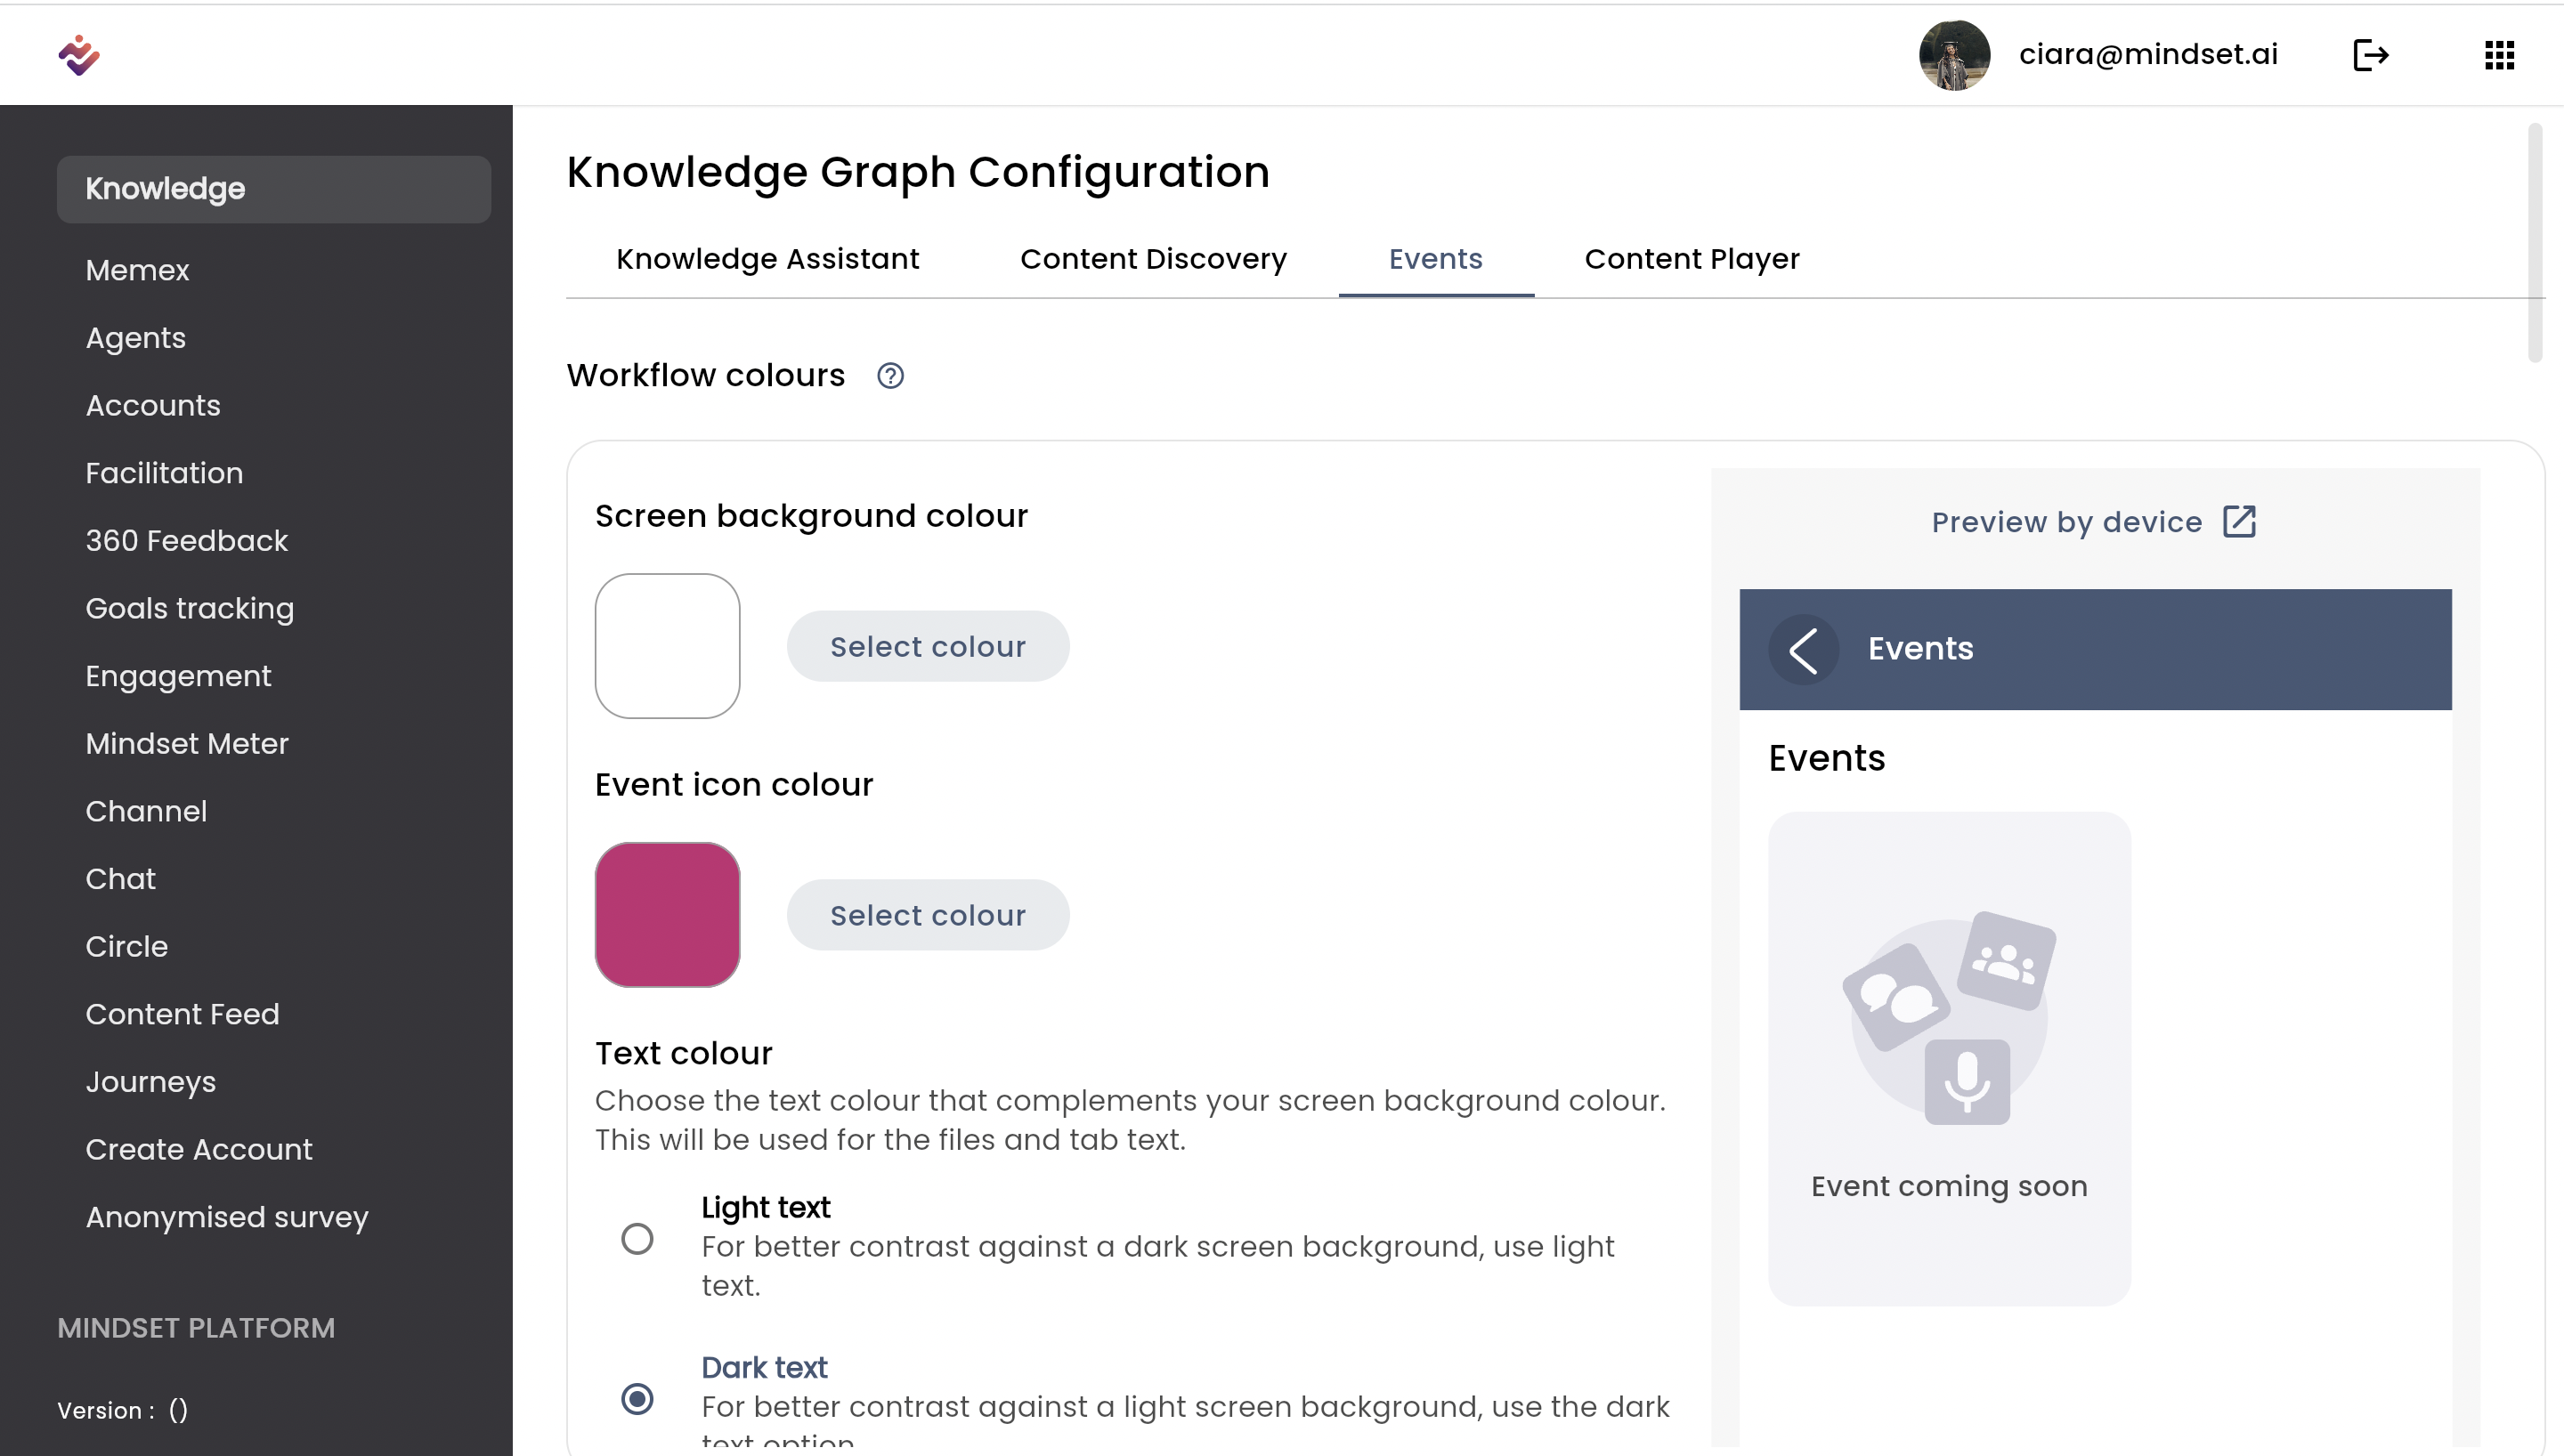 ciara@mindset.ai
Knowledge
Memex
Agents
Accounts
Facilitation
360 Feedback
Goals tracking
Engagement
Mindset Meter
Channel
Chat
Circle
Content Feed
Journeys
Create Account
Anonymised survey
MINDSET PLATFORM
Version : ()
Knowledge Graph Configuration
Knowledge Assistant
Content Discovery
Events
Content Player
Workflow colours
Screen background colour
Select colour
Event icon colour
Select colour
Text colour
Choose the text colour that complements your screen background colour.
This will be used for the files and tab text.
Light text
For better contrast against a dark screen background, use light
text.
Dark text
For better contrast against a light screen background, use the dark
text option
Preview by device
Events
Events
Event coming soon